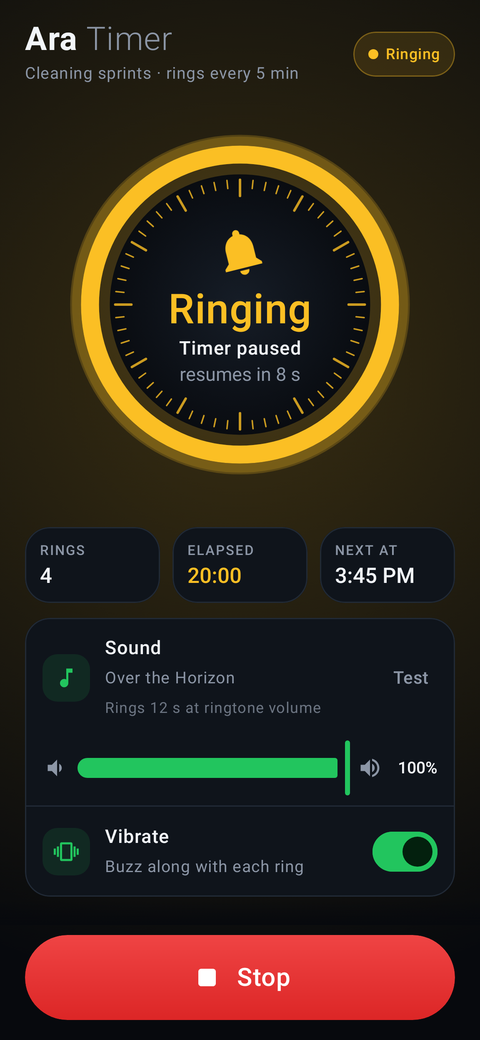 Ara Timer
Cleaning sprints · rings every 5 min
Ringing
Ringing
Timer paused
resumes in 8 s
RINGS
4
ELAPSED
20:00
NEXT AT
3:45 PM
Sound
Over the Horizon
Test
Rings 12 s at ringtone volume
100%
Vibrate
Buzz along with each ring
Stop